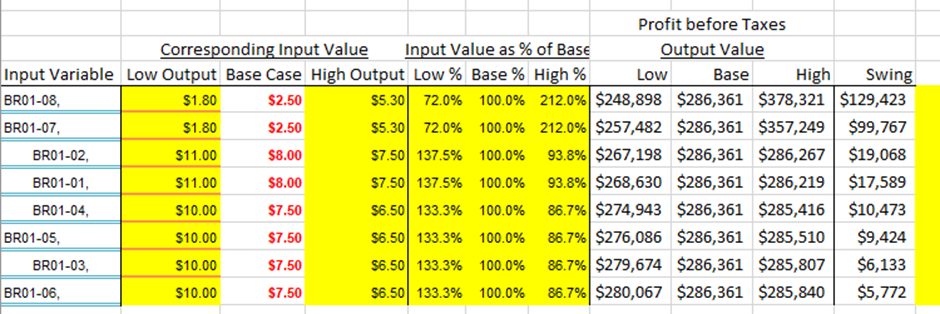 Profit before Taxes
Corresponding Input Value Input Value as % of Base Output Value
Input Variable Low Output Base Case High Output Low % Base % High % Low Base High Swing
BR01-08, $1.80 $2.50 $5.30 72.0% 100.0% 212.0% $248,898 $286,361 $378,321 $129,423
BR01-07, $1.80 $2.50 $5.30 72.0% 100.0% 212.0% $257,482 $286,361 $357,249 $99,767
BR01-02, $11.00 $8.00 $7.50 137.5% 100.0% 93.8% $267,198 $286,361 $286,267 $19,068
BR01-01, $11.00 $8.00 $7.50 137.5% 100.0% 93.8% $268,630 $286,361 $286,219 $17,589
BR01-04, $10.00 $7.50 $6.50 133.3% 100.0% 86.7% $274,943 $286,361 $285,416 $10,473
BR01-05, $10.00 $7.50 $6.50 133.3% 100.0% 86.7% $276,086 $286,361 $285,510 $9,424
BR01-03, $10.00 $7.50 $6.50 133.3% 100.0% 86.7% $279,674 $286,361 $285,807 $6,133
BR01-06, $10.00 $7.50 $6.50 133.3% 100.0% 86.7% $280,067 $286,361 $285,840 $5,772